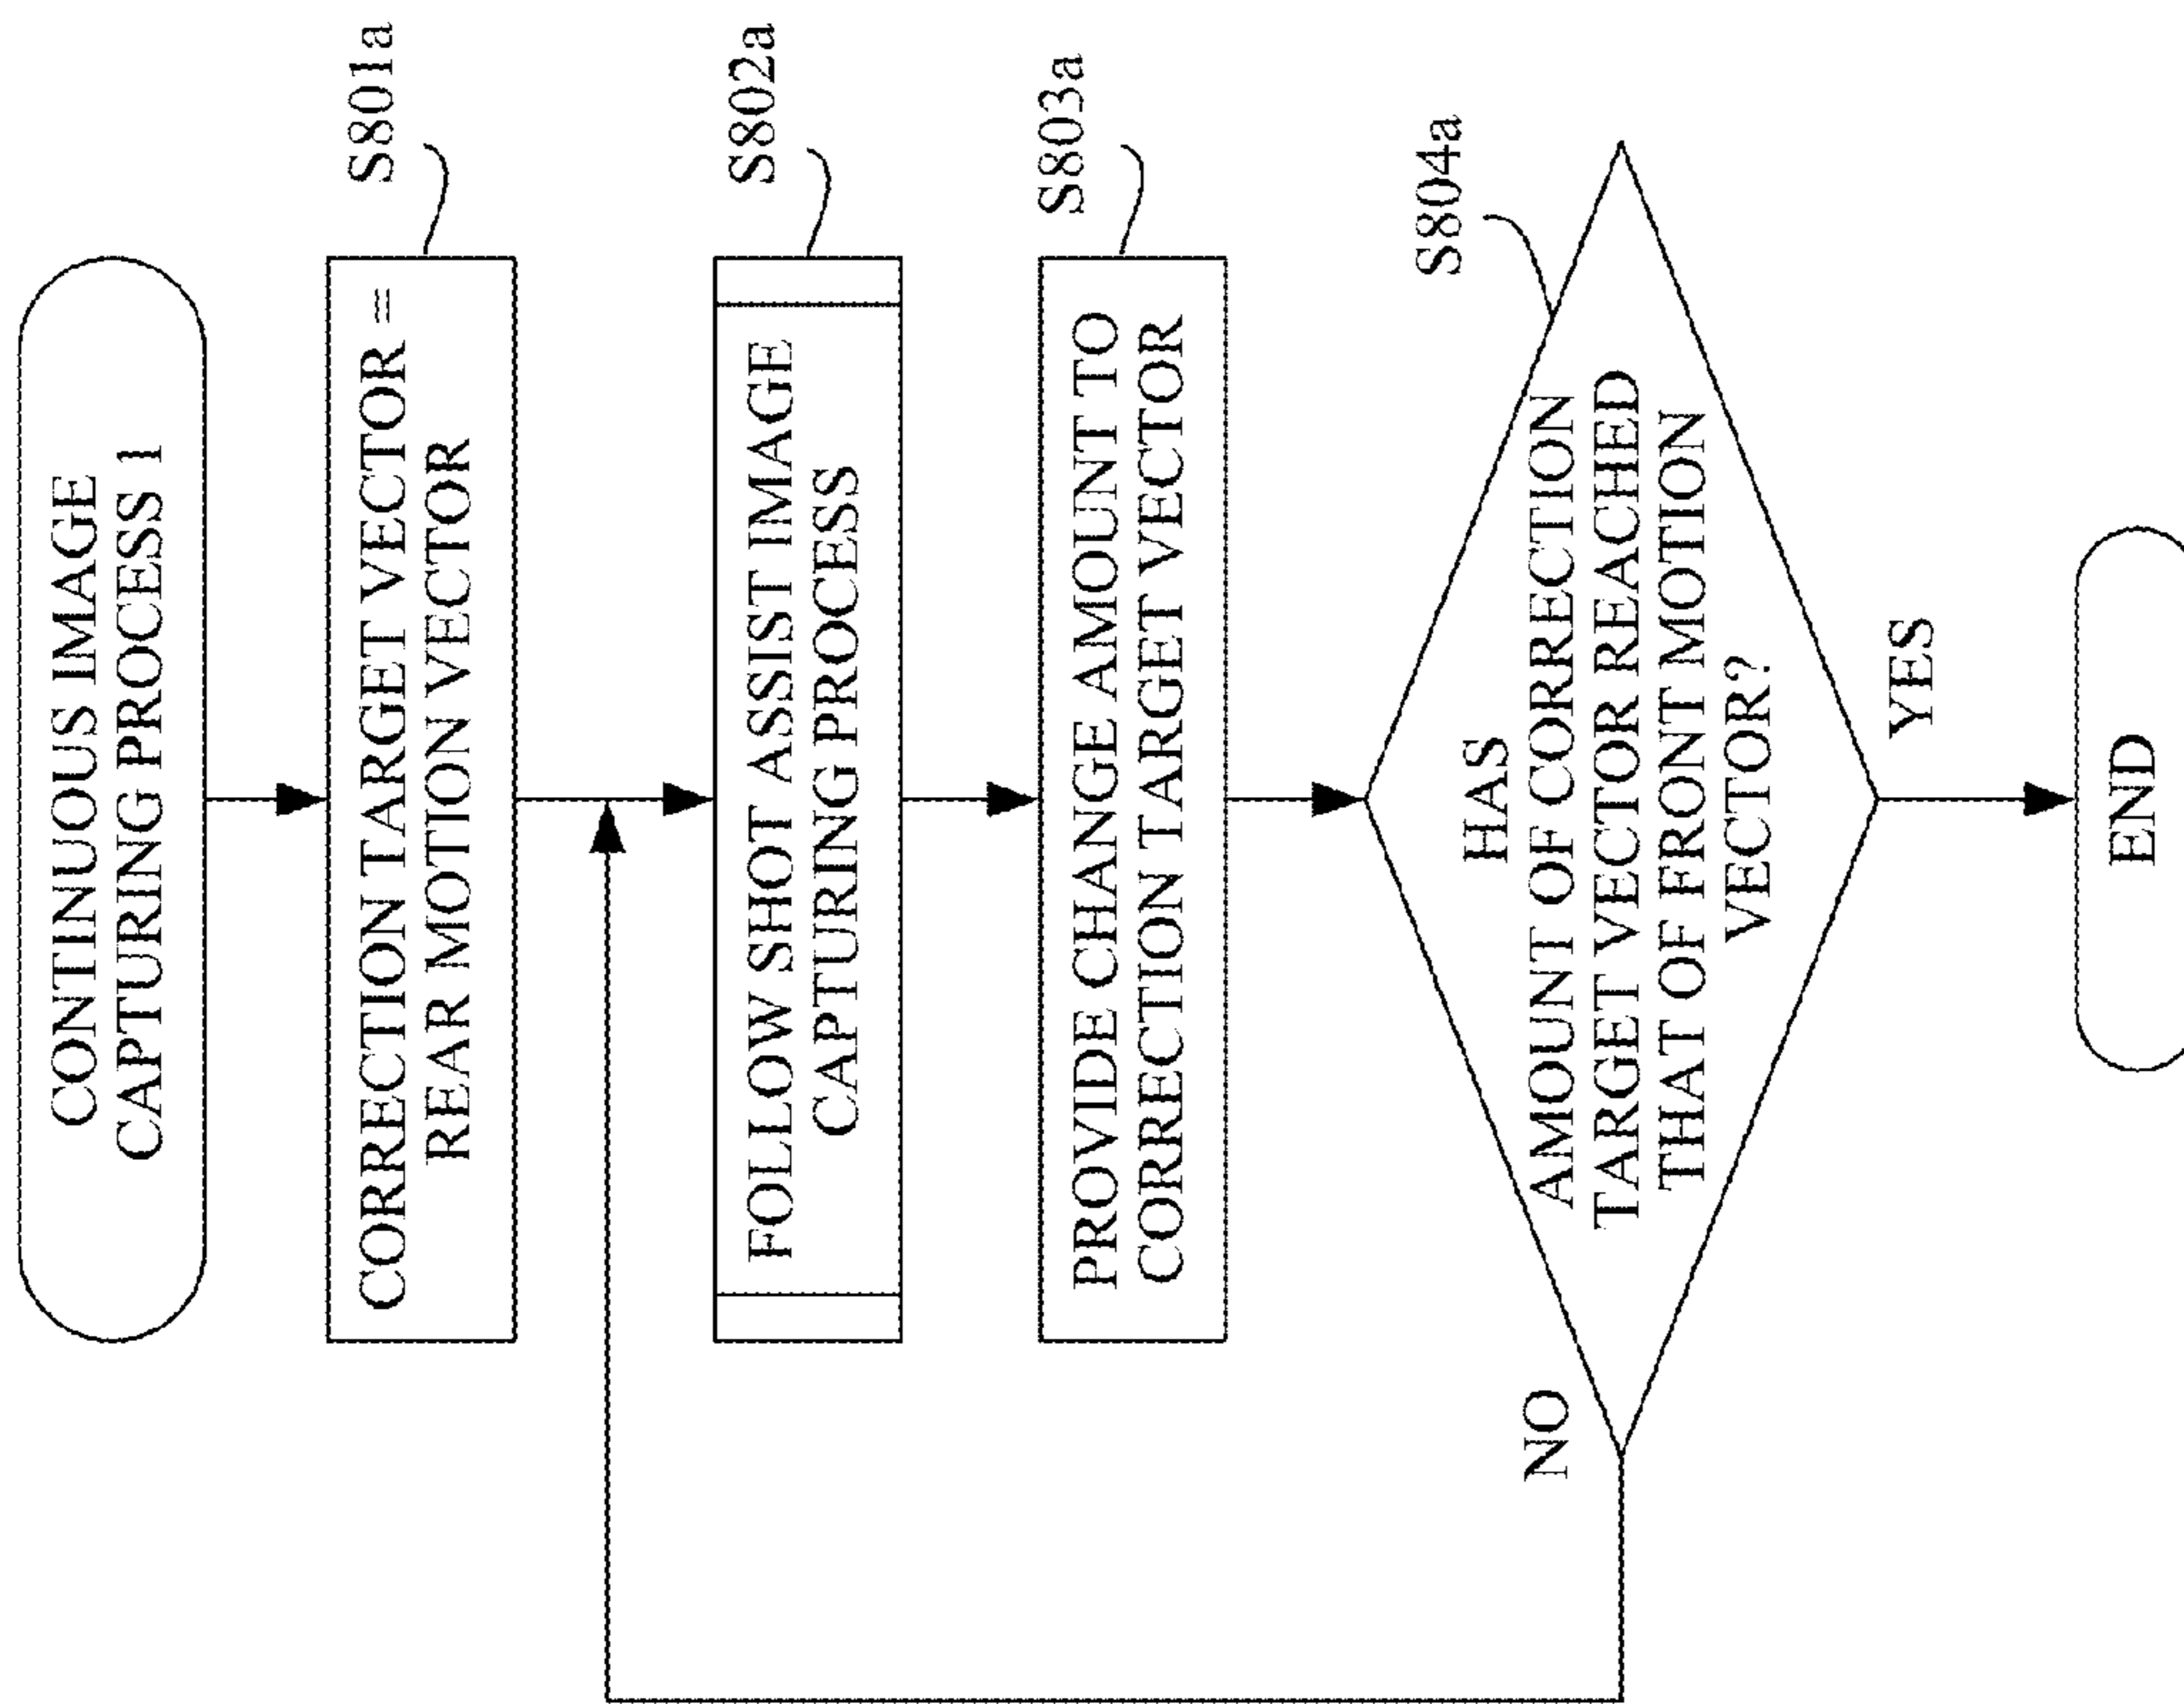 CONTINUOUS IMAGE
CAPTURING PROCESS 1
S801a
CORRECTION TARGET VECTOR =
REAR MOTION VECTOR
S802a
FOLLOW SHOT ASSIST IMAGE
CAPTURING PROCESS
S803a
PROVIDE CHANGE AMOUNT TO
CORRECTION TARGET VECTOR
S804a
HAS
AMOUNT OF CORRECTION
TARGET VECTOR REACHED
THAT OF FRONT MOTION
VECTOR?
NO
YES
END